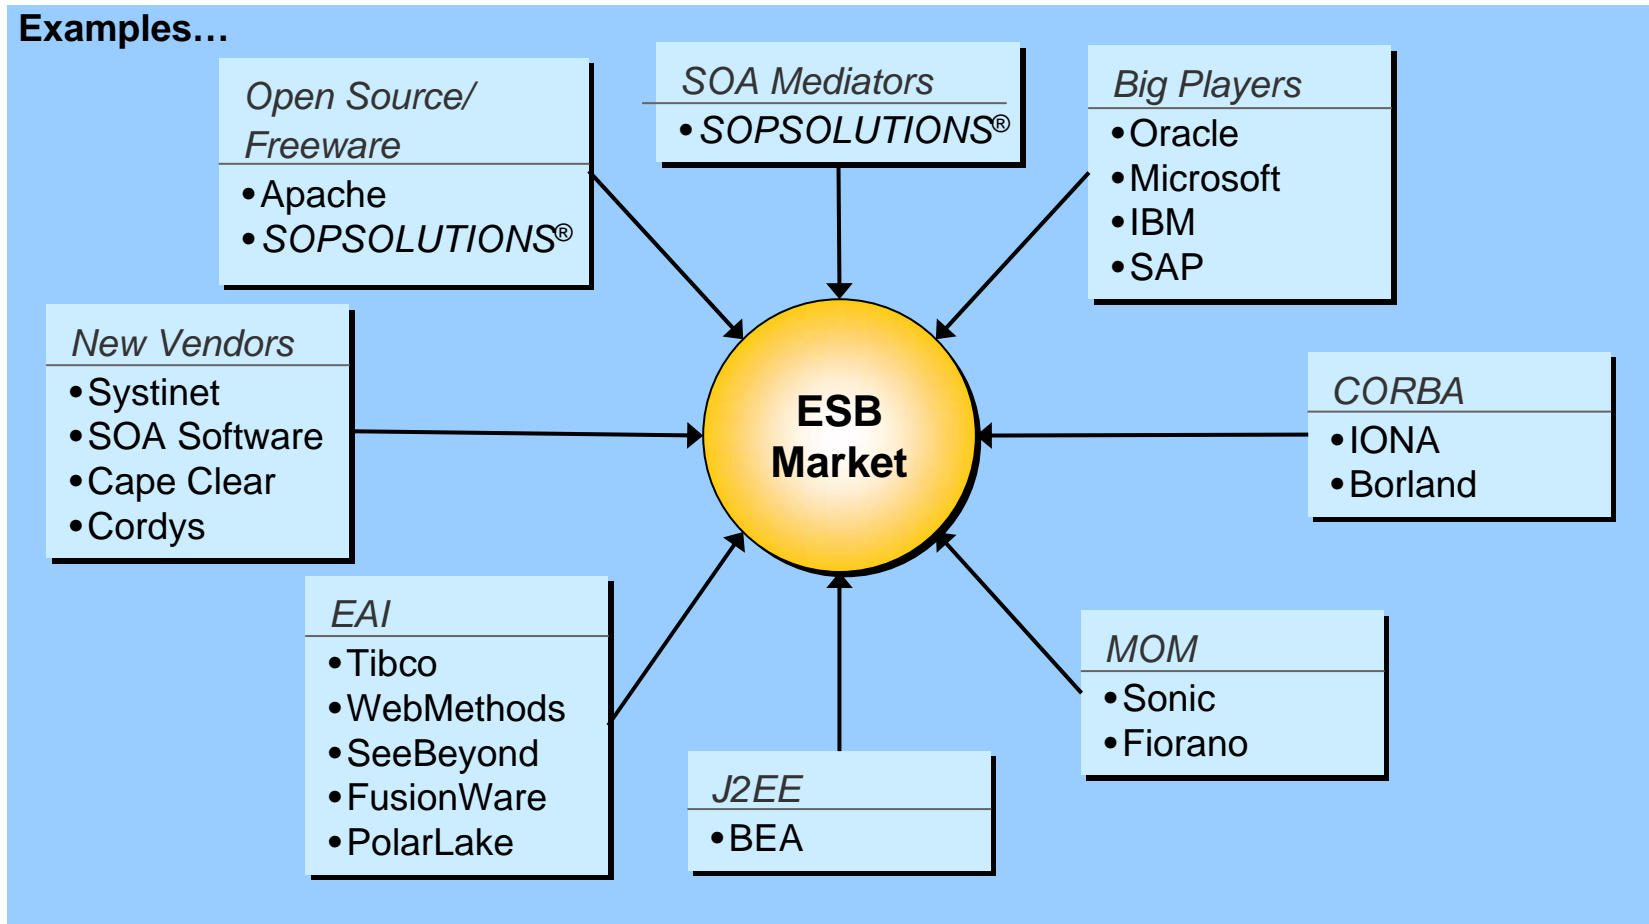 Examples…
Open Source/
Freeware
•Apache
•SOPSOLUTIONS®
SOA Mediators
•SOPSOLUTIONS®
Big Players
•Oracle
•Microsoft
•IBM
•SAP
New Vendors
•Systinet
•SOA Software
•Cape Clear
•Cordys
ESB
Market
CORBA
•IONA
•Borland
EAI
•Tibco
•WebMethods
•SeeBeyond
•FusionWare
•PolarLake
J2EE
•BEA
MOM
•Sonic
•Fiorano